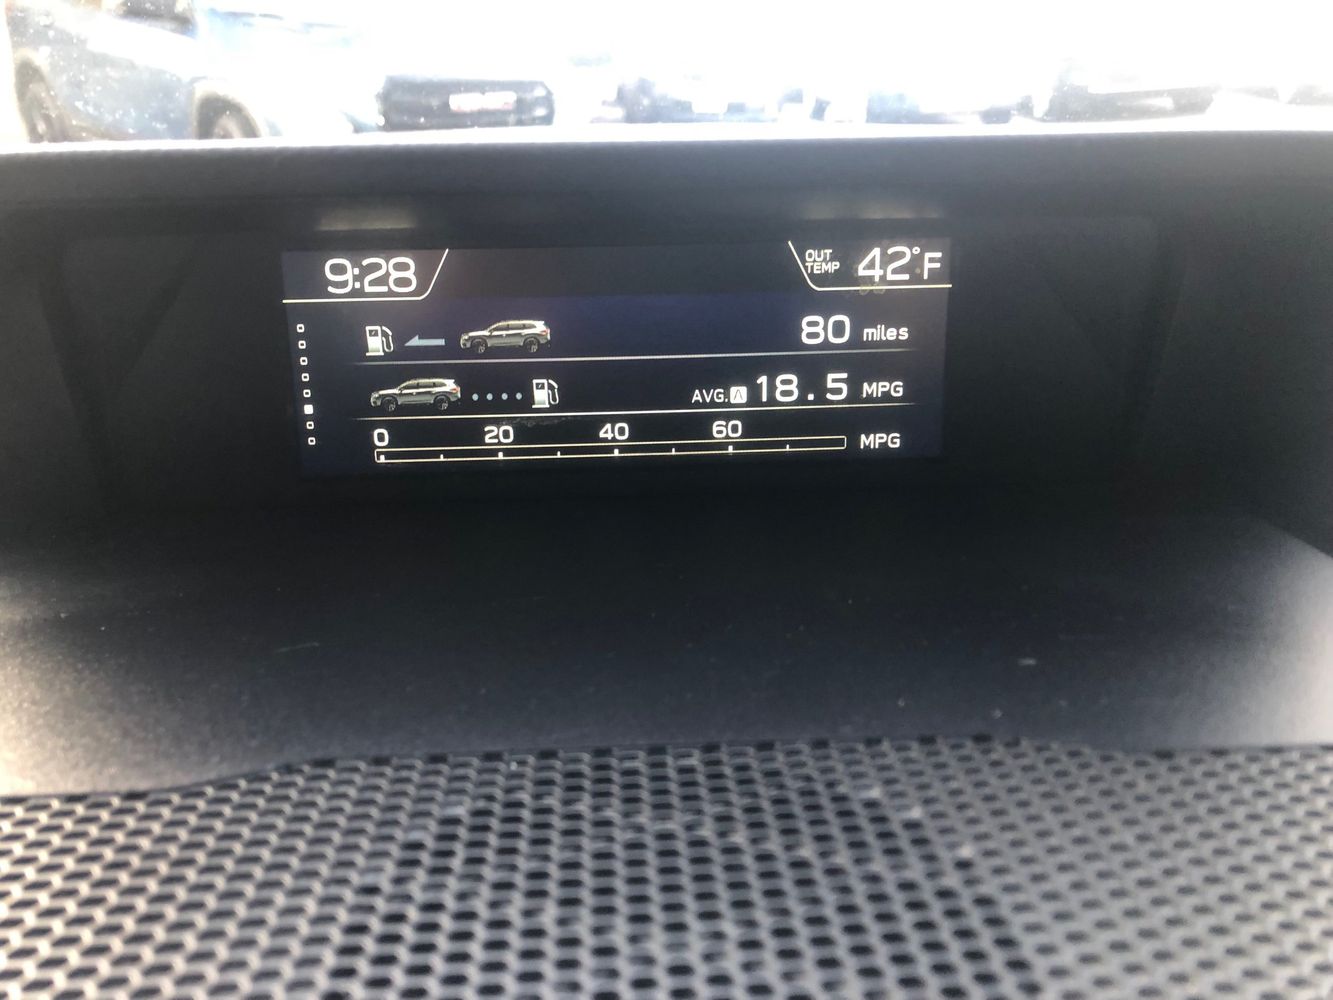 9:28
OUT TEMP 42°F
80 miles
AVG. A 18.5 MPG
0 20 40 60
MPG